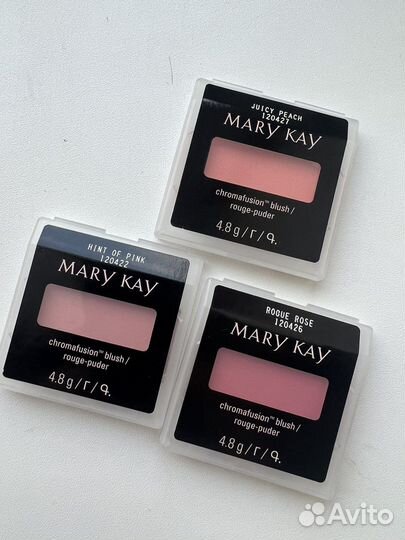 JUICY PEACH
120427
MARY KAY
chromafusion™ blush /
rouge-puder
4.8 g / г / գ.
HINT OF PINK
120422
MARY KAY
chromafusion™ blush /
rouge-puder
4.8 g / г / գ.
ROGUE ROSE
120426
MARY KAY
chromafusion™ blush /
rouge-puder
4.8 g / г / գ.
Avito